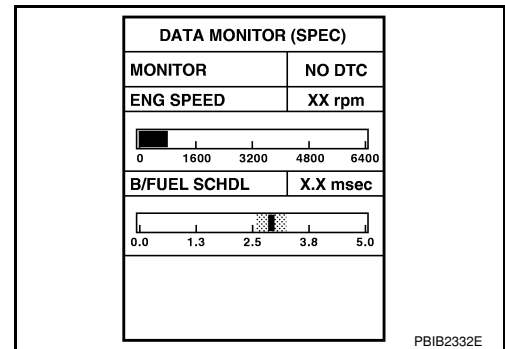 DATA MONITOR (SPEC)
MONITOR NO DTC
ENG SPEED XX rpm
0 1600 3200 4800 6400
B/FUEL SCHDL X.X msec
0.0 1.3 2.5 3.8 5.0
PBIB2332E